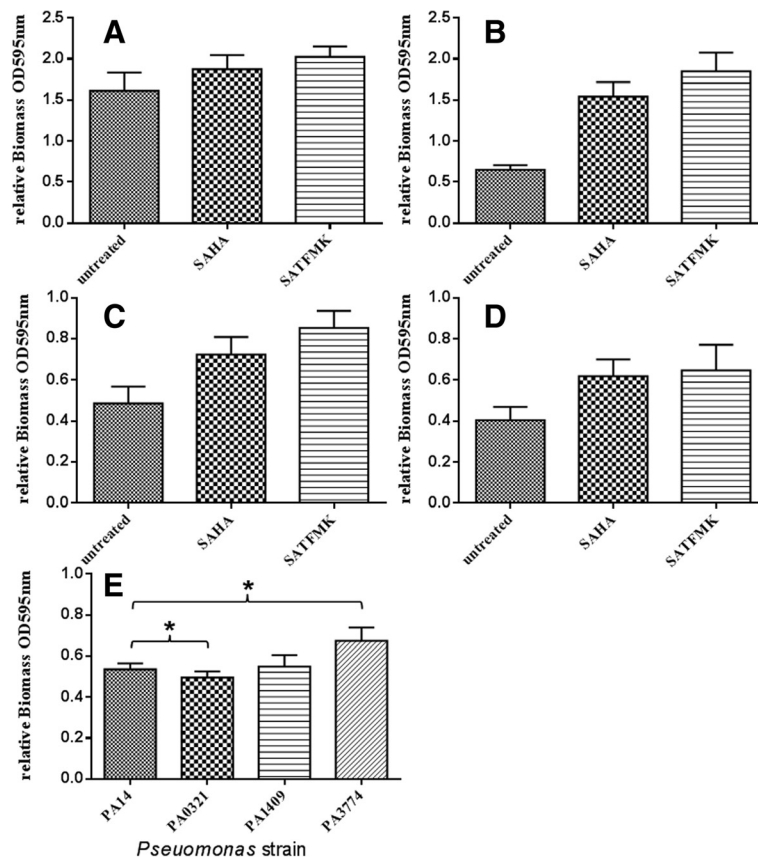 A
relative Biomass OD595nm
2.5
2.0
1.5
1.0
0.5
0.0
untreated
SAHA
SATFMK
B
relative Biomass OD595nm
2.5
2.0
1.5
1.0
0.5
0.0
untreated
SAHA
SATFMK
C
relative Biomass OD595nm
1.0
0.8
0.6
0.4
0.2
0.0
untreated
SAHA
SATFMK
D
relative Biomass OD595nm
1.0
0.8
0.6
0.4
0.2
0.0
untreated
SAHA
SATFMK
E
relative Biomass OD595nm
1.0
0.8
0.6
0.4
0.2
0.0
*
*
PA14
PA0321
PA1409
PA3774
Pseuomonas strain